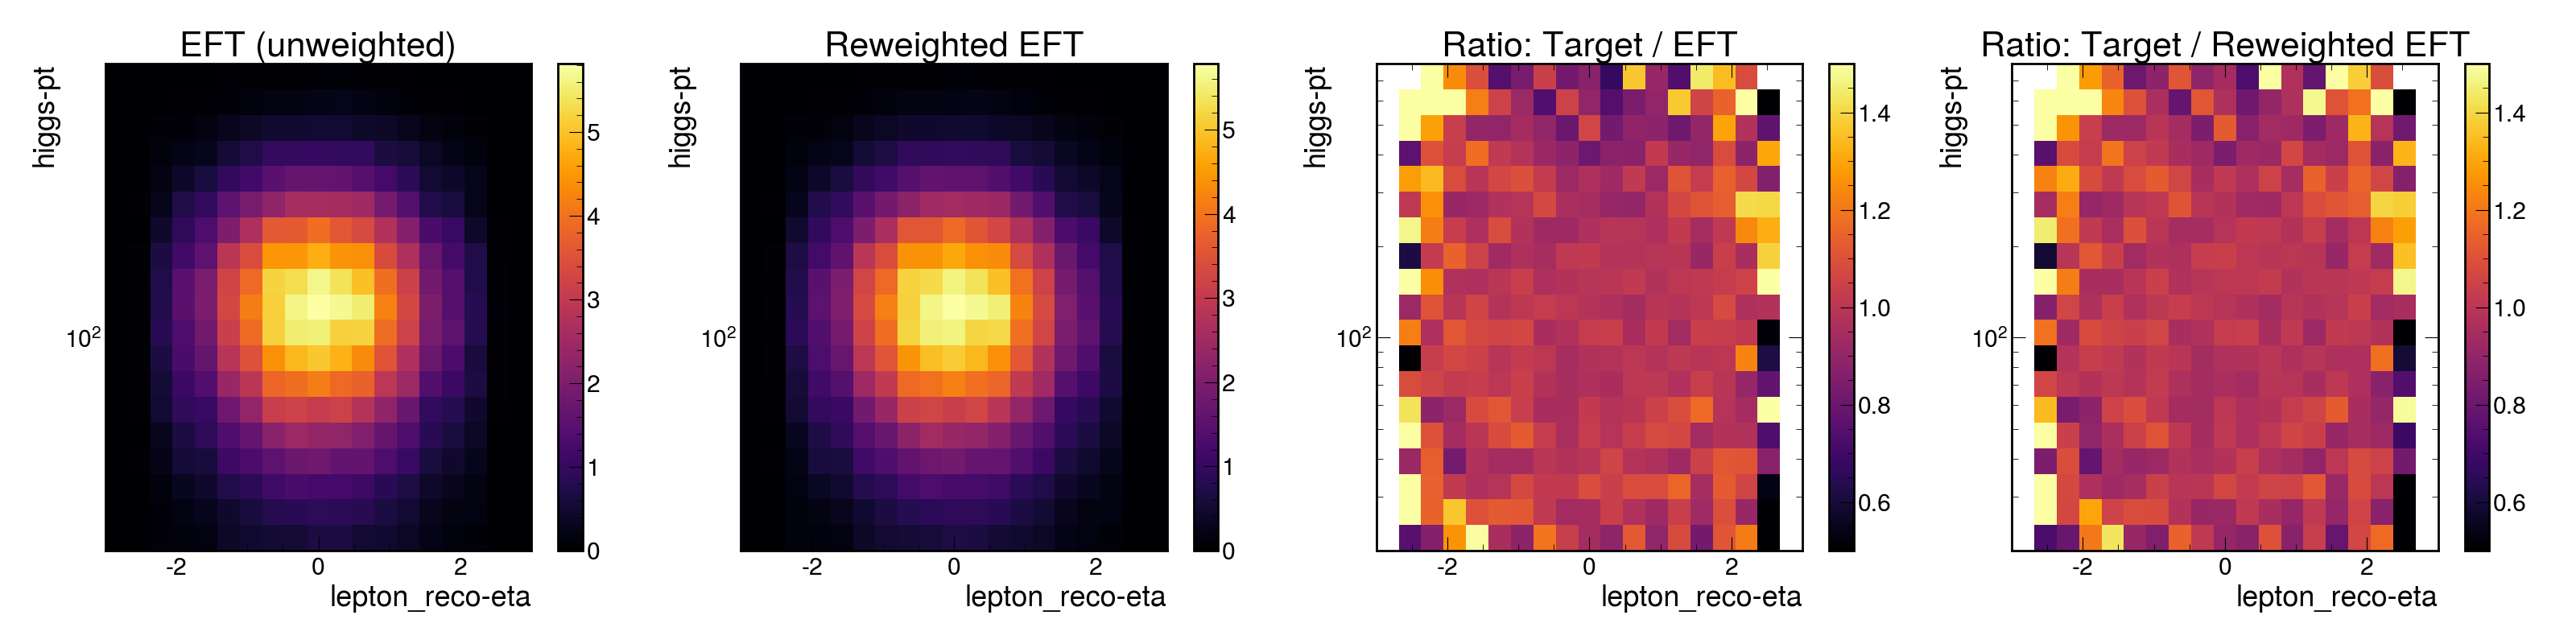 EFT (unweighted)
higgs-pt
10²
-2 0 2
lepton_reco-eta
0 1 2 3 4 5
Reweighted EFT
higgs-pt
10²
-2 0 2
lepton_reco-eta
0 1 2 3 4 5
Ratio: Target / EFT
higgs-pt
10²
-2 0 2
lepton_reco-eta
0.6 0.8 1.0 1.2 1.4
Ratio: Target / Reweighted EFT
higgs-pt
10²
-2 0 2
lepton_reco-eta
0.6 0.8 1.0 1.2 1.4